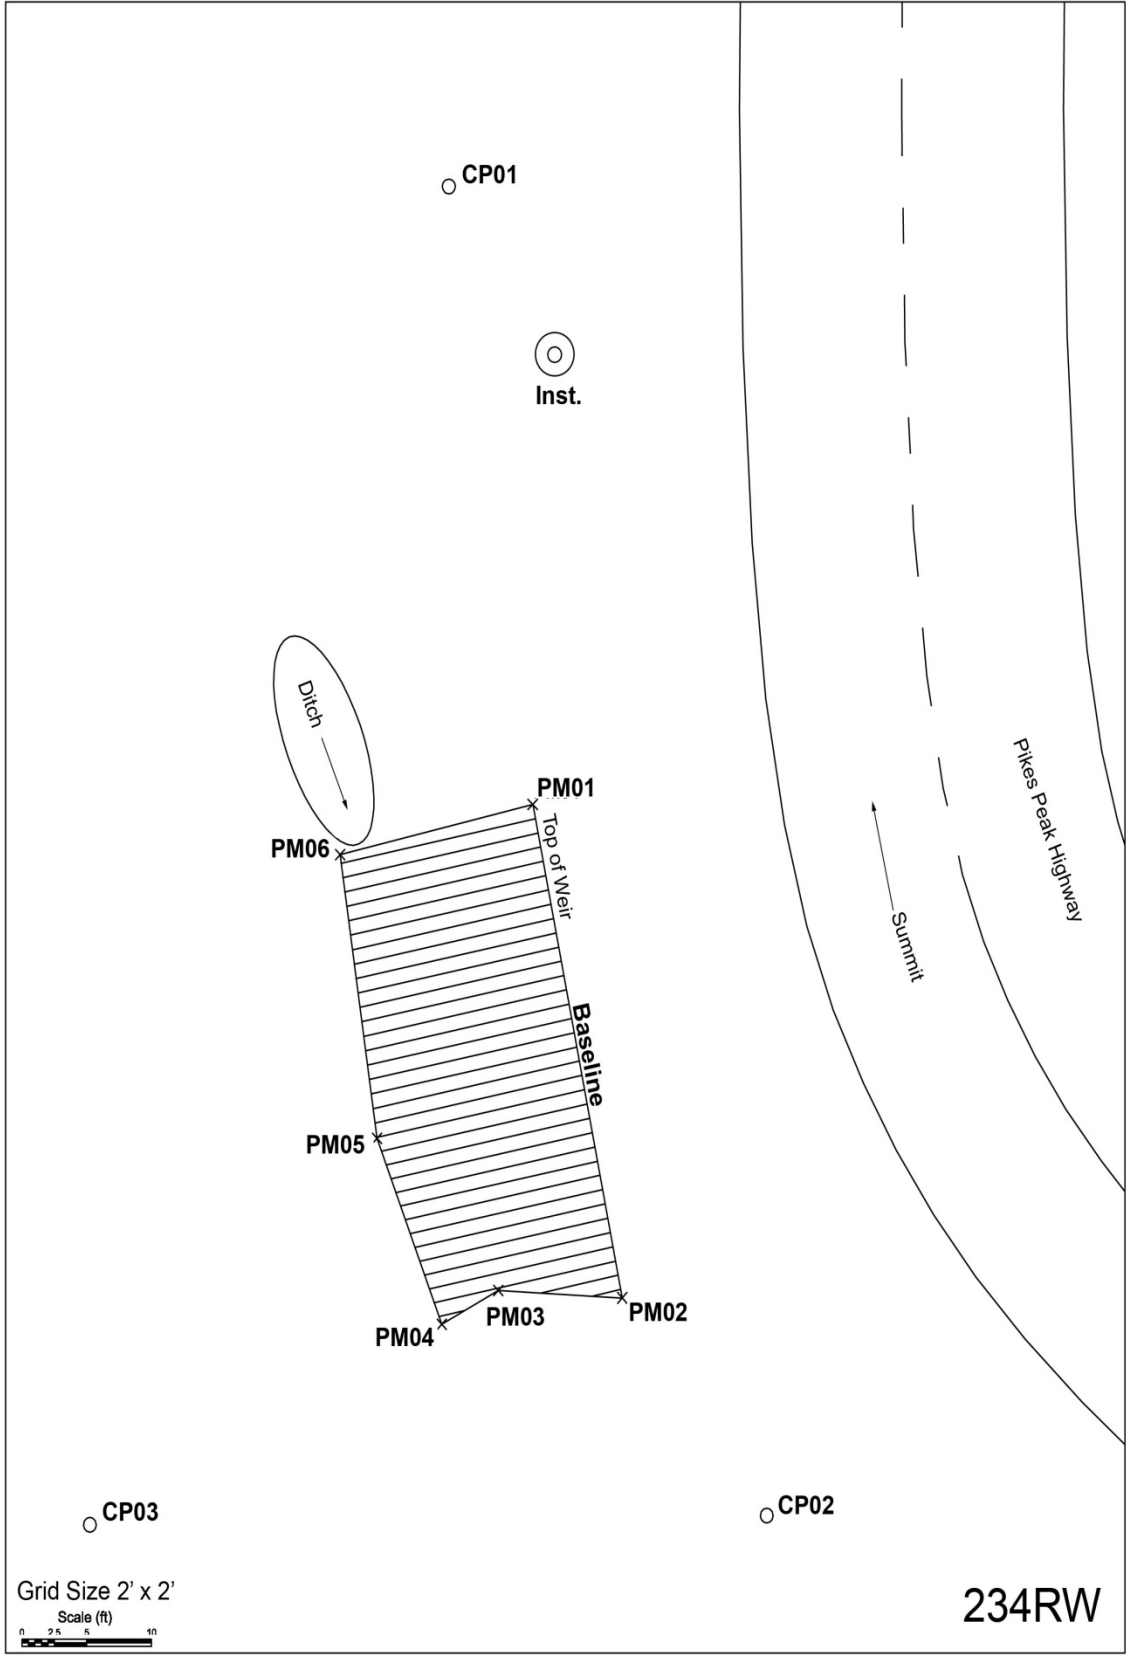 CP01
Inst.
Ditch
PM01
PM06
Top of Weir
Pikes Peak Highway
Summit
Baseline
PM05
PM02
PM03
PM04
CP03
CP02
Grid Size 2' x 2'
Scale (ft)
0 2.5 5 10
234RW